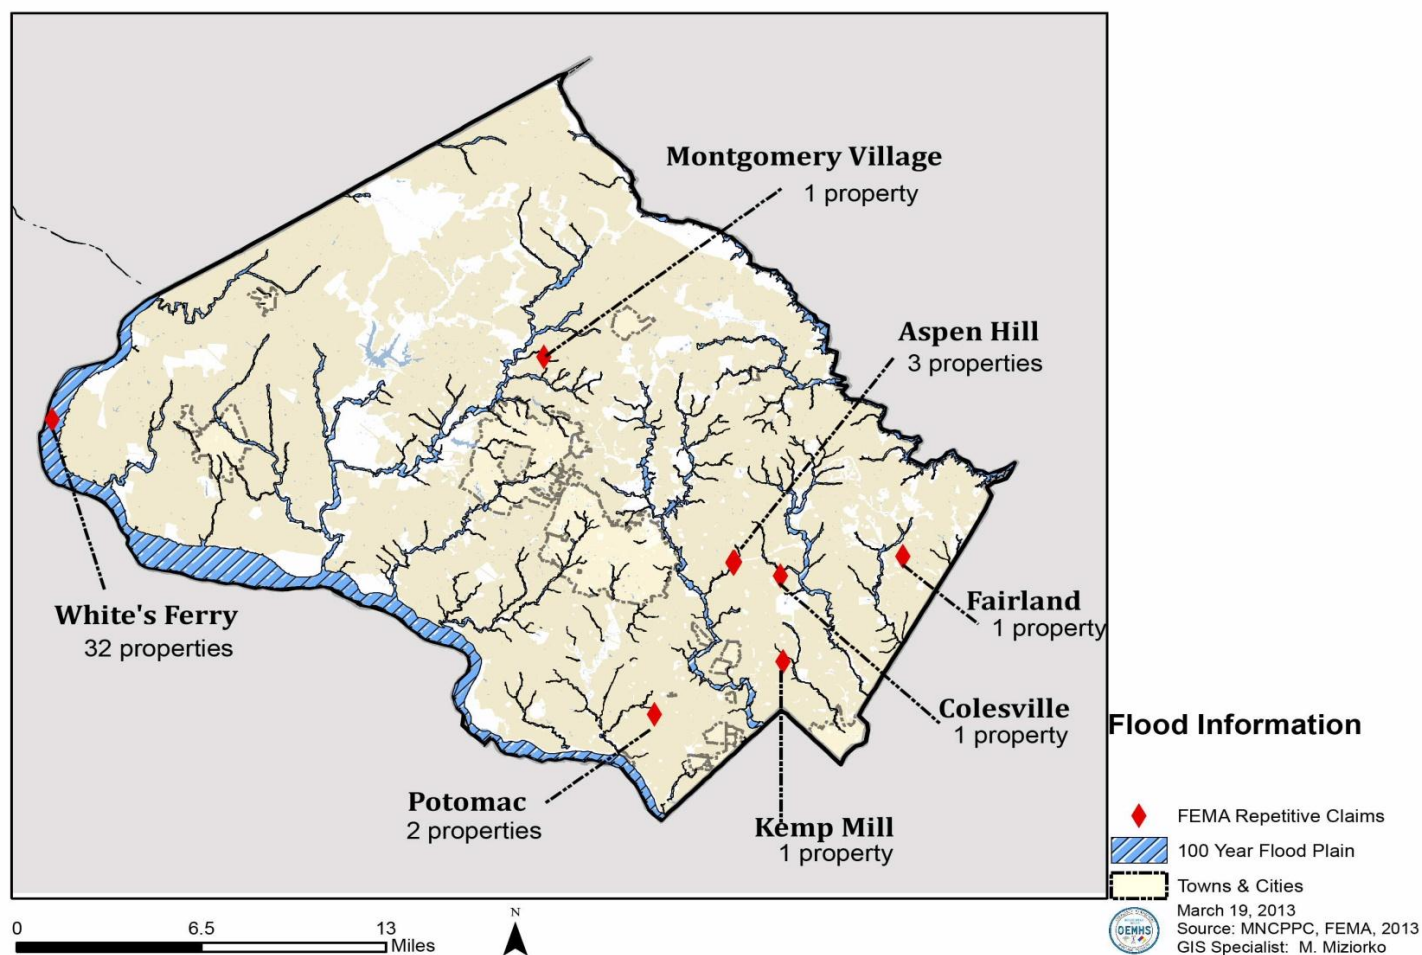 Montgomery Village
1 property
Aspen Hill
3 properties
White's Ferry
32 properties
Fairland
1 property
Colesville
1 property
Potomac
2 properties
Kemp Mill
1 property
Flood Information
FEMA Repetitive Claims
100 Year Flood Plain
Towns & Cities
March 19, 2013
Source: MNCPPC, FEMA, 2013
GIS Specialist: M. Miziorko
OEMHS
0 6.5 13
Miles
N